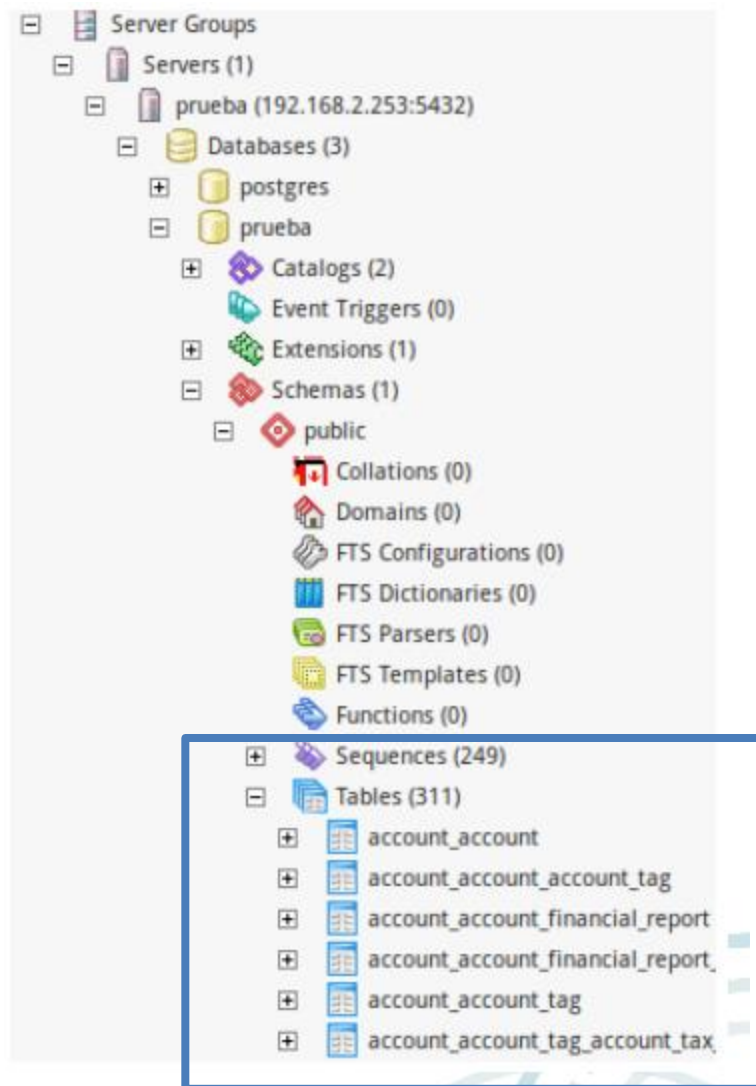 Server Groups
Servers (1)
prueba (192.168.2.253:5432)
Databases (3)
postgres
prueba
Catalogs (2)
Event Triggers (0)
Extensions (1)
Schemas (1)
public
Collations (0)
Domains (0)
FTS Configurations (0)
FTS Dictionaries (0)
FTS Parsers (0)
FTS Templates (0)
Functions (0)
Sequences (249)
Tables (311)
account_account
account_account_account_tag
account_account_financial_report
account_account_financial_report_
account_account_tag
account_account_tag_account_tax_